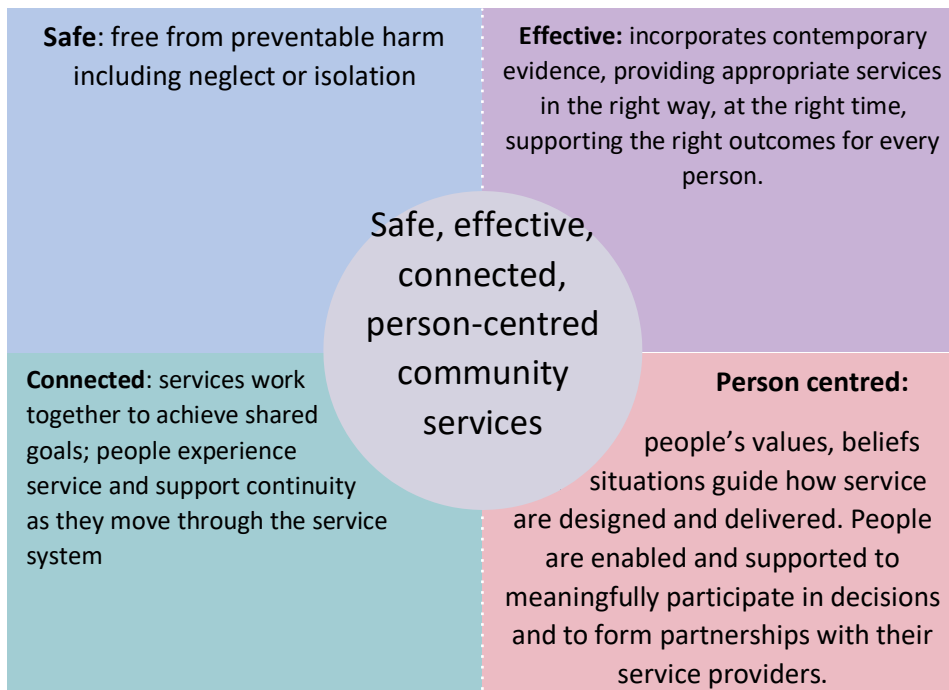 Safe: free from preventable harm
including neglect or isolation
Effective: incorporates contemporary
evidence, providing appropriate services
in the right way, at the right time,
supporting the right outcomes for every
person.
Safe, effective,
connected,
person-centred
community
services
Connected: services work
together to achieve shared
goals; people experience
service and support continuity
as they move through the service
system
Person centred:
people’s values, beliefs
situations guide how service
are designed and delivered. People
are enabled and supported to
meaningfully participate in decisions
and to form partnerships with their
service providers.